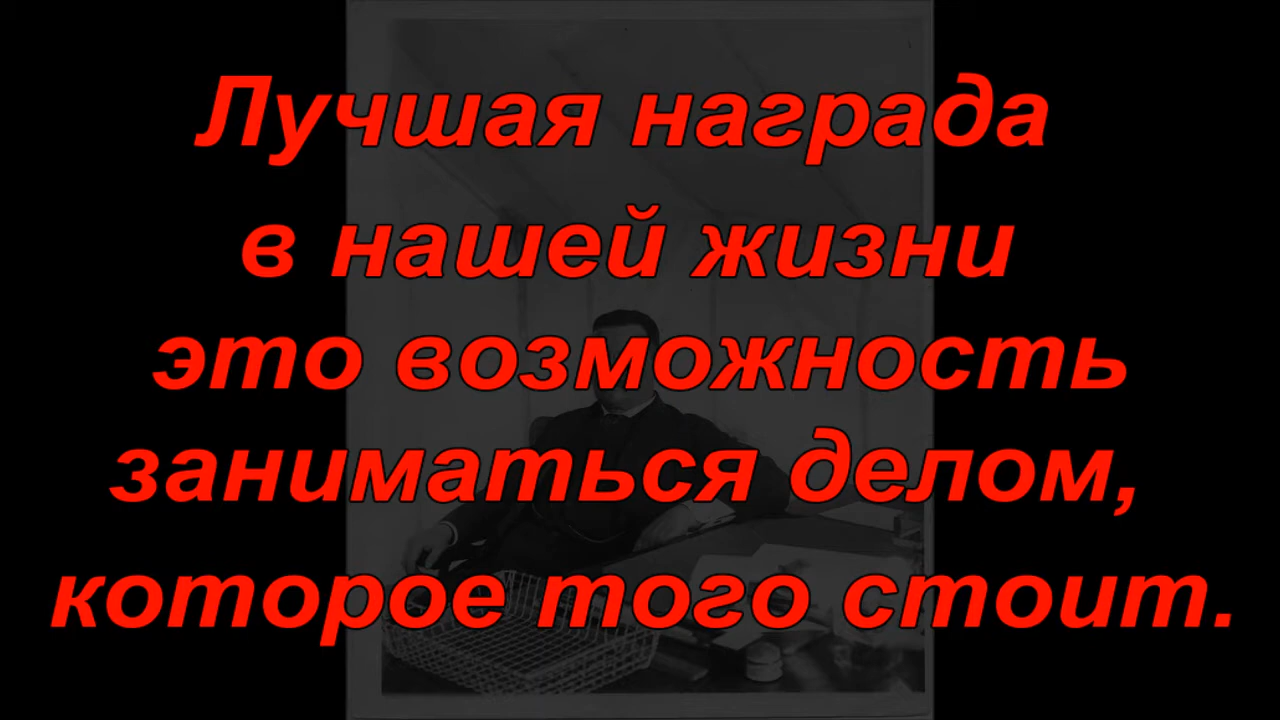 Лучшая награда
в нашей жизни
это возможность
заниматься делом,
которое того стоит.